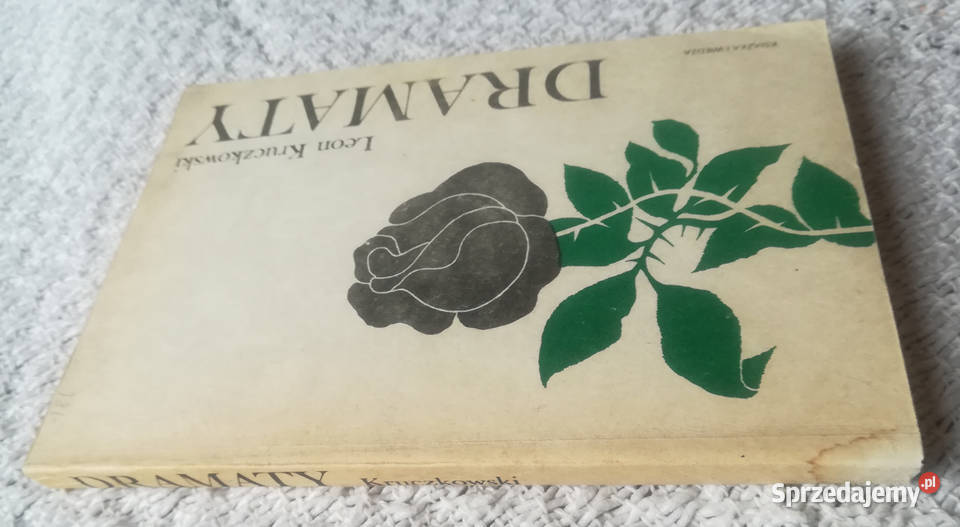 KSIĄŻKA I WIEDZA
DRAMATY
Leon Kruczkowski
DRAMATY Kruczkowski
Sprzedajemy.pl